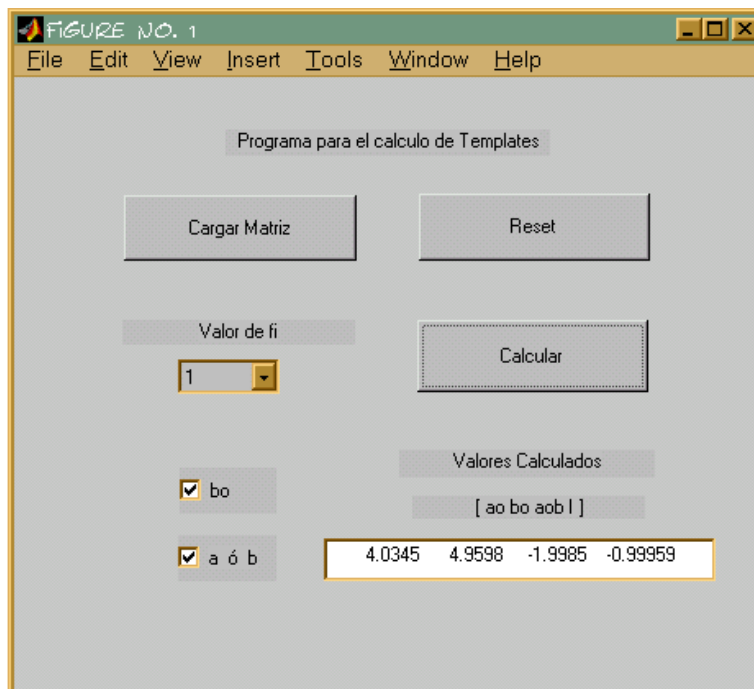 FiGURE NO. 1
File Edit View Insert Tools Window Help
Programa para el calculo de Templates
Cargar Matriz
Reset
Valor de fi
Calcular
1
bo
Valores Calculados
[ ao bo aob I ]
a ó b
4.0345 4.9598 -1.9985 -0.99959